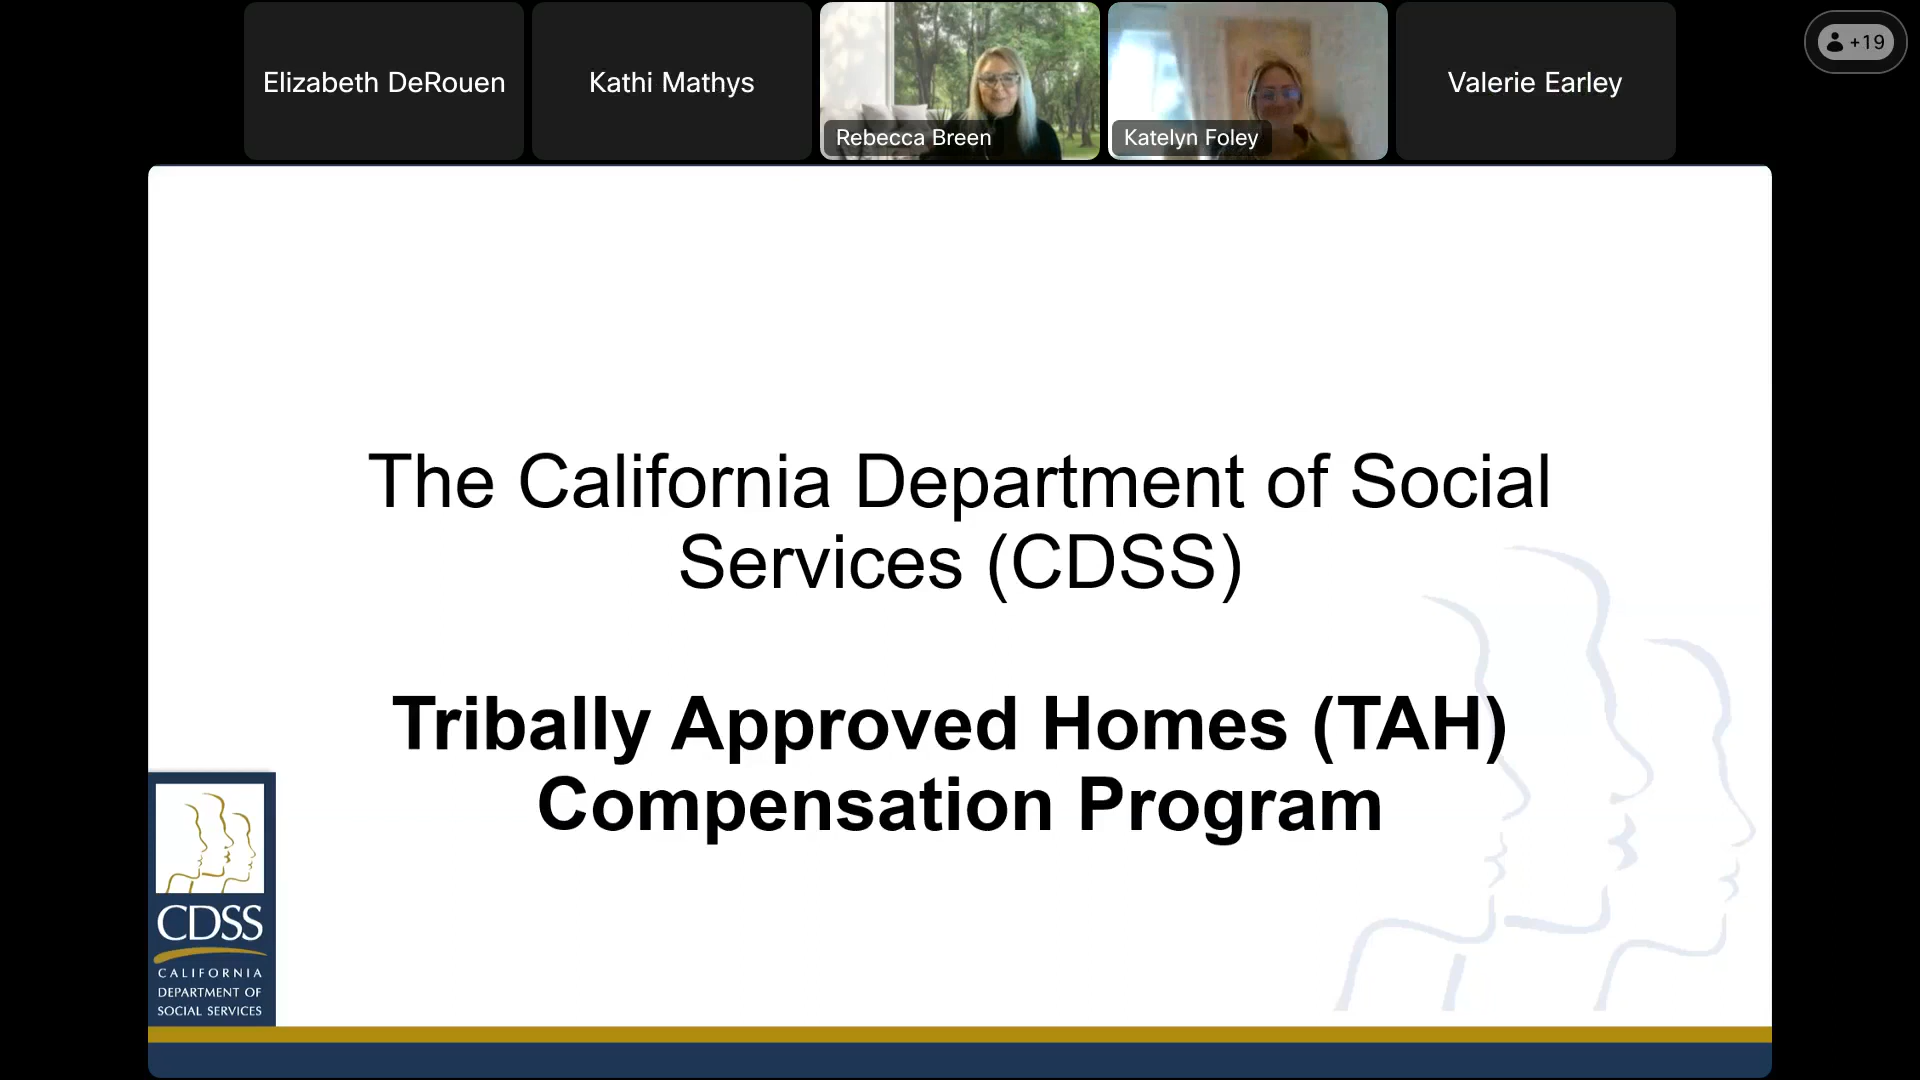 Elizabeth DeRouen
Kathi Mathys
Rebecca Breen
Katelyn Foley
Valerie Earley
+19
The California Department of Social
Services (CDSS)
Tribally Approved Homes (TAH)
Compensation Program
CDSS
CALIFORNIA
DEPARTMENT OF
SOCIAL SERVICES